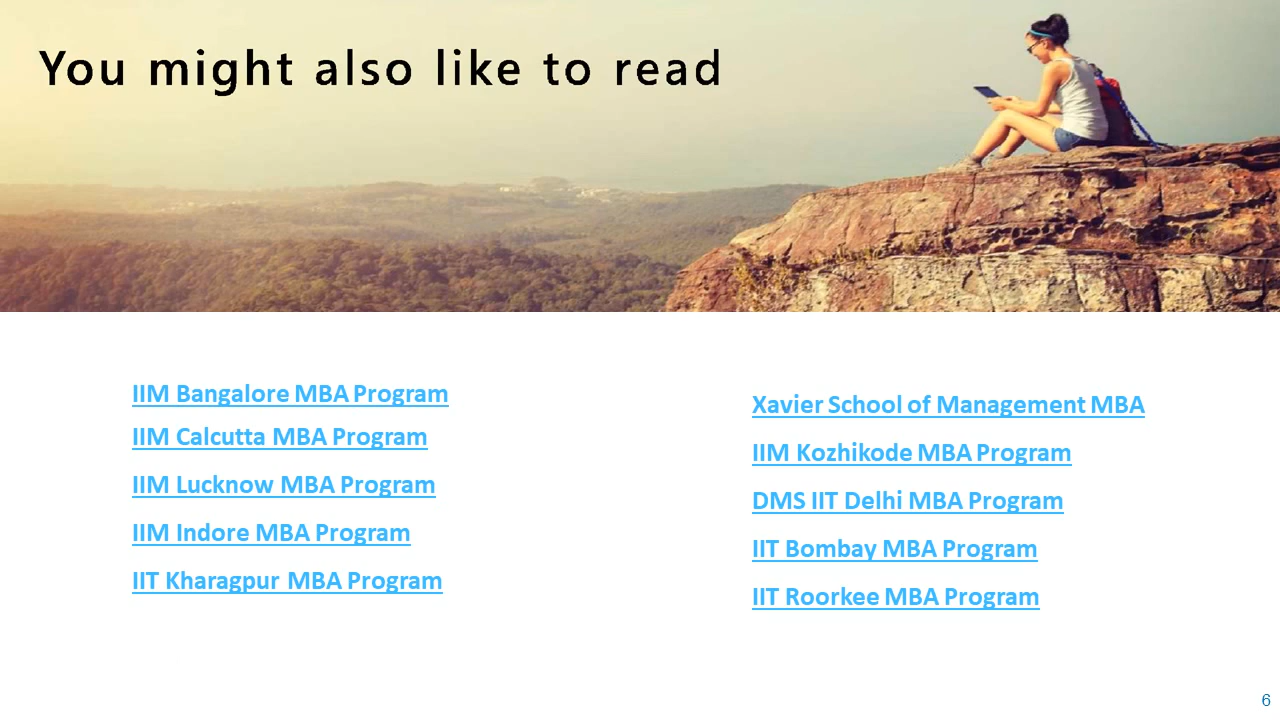 You might also like to read
IIM Bangalore MBA Program
IIM Calcutta MBA Program
IIM Lucknow MBA Program
IIM Indore MBA Program
IIT Kharagpur MBA Program
Xavier School of Management MBA
IIM Kozhikode MBA Program
DMS IIT Delhi MBA Program
IIT Bombay MBA Program
IIT Roorkee MBA Program
6